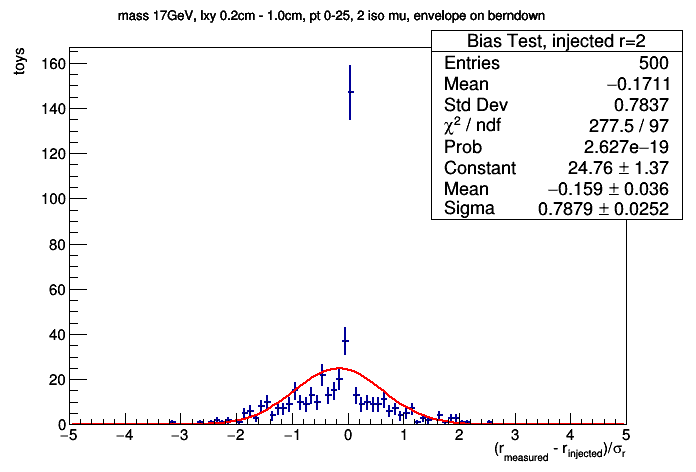 mass 17GeV, lxy 0.2cm - 1.0cm, pt 0-25, 2 iso mu, envelope on berndown
toys
Bias Test, injected r=2
Entries 500
Mean −0.1711
Std Dev 0.7837
χ² / ndf 277.5 / 97
Prob 2.627e−19
Constant 24.76 ± 1.37
Mean −0.159 ± 0.036
Sigma 0.7879 ± 0.0252
160
140
120
100
80
60
40
20
0
−5 −4 −3 −2 −1 0 1 2 3 4 5
(r_measured - r_injected)/σ_r